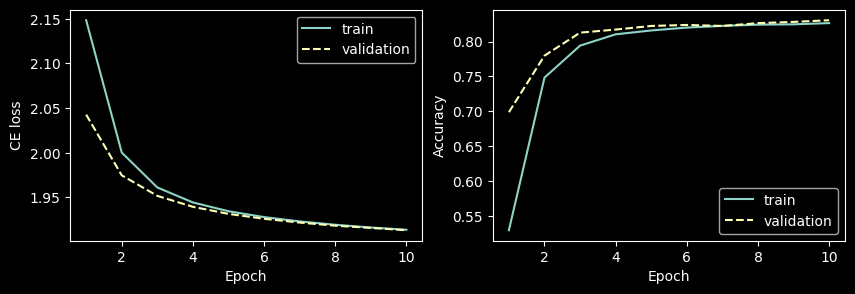 2.15
2.10
2.05
2.00
1.95
CE loss
train
validation
2
4
6
8
10
Epoch
0.80
0.75
0.70
0.65
0.60
0.55
Accuracy
train
validation
2
4
6
8
10
Epoch